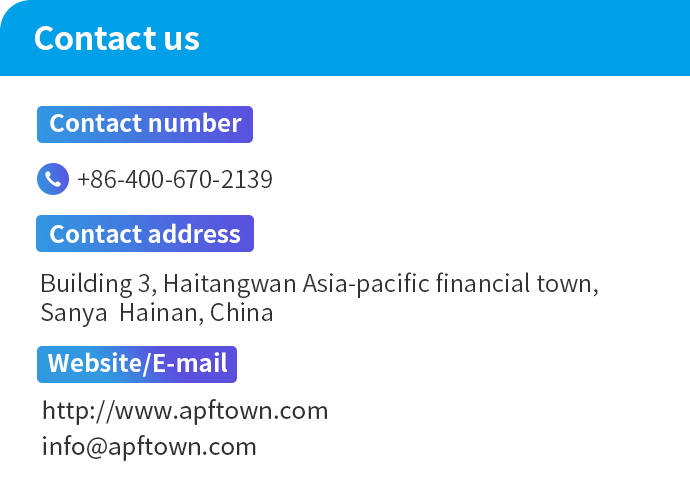 Contact us
Contact number
+86-400-670-2139
Contact address
Building 3, Haitangwan Asia-pacific financial town,
Sanya  Hainan, China
Website/E-mail
http://www.apftown.com
info@apftown.com